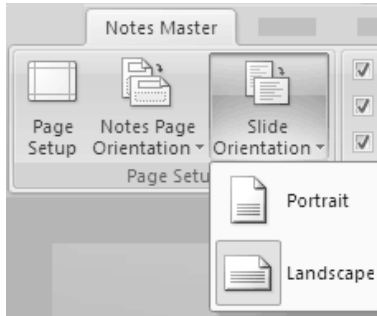 Notes Master
Page Setup
Notes Page Orientation
Slide Orientation
Page Setu
Portrait
Landscape